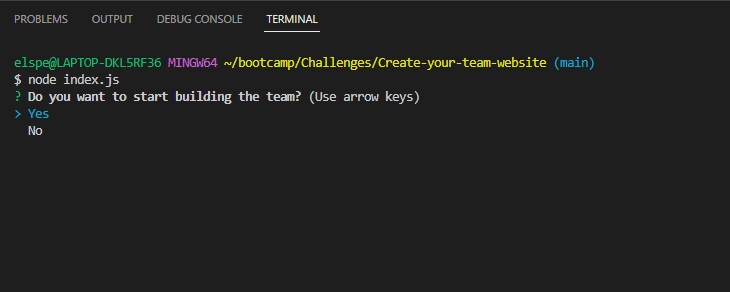 PROBLEMS OUTPUT DEBUG CONSOLE TERMINAL
elspe@LAPTOP-DKL5RF36 MINGW64 ~/bootcamp/Challenges/Create-your-team-website (main)
$ node index.js
? Do you want to start building the team? (Use arrow keys)
> Yes
No